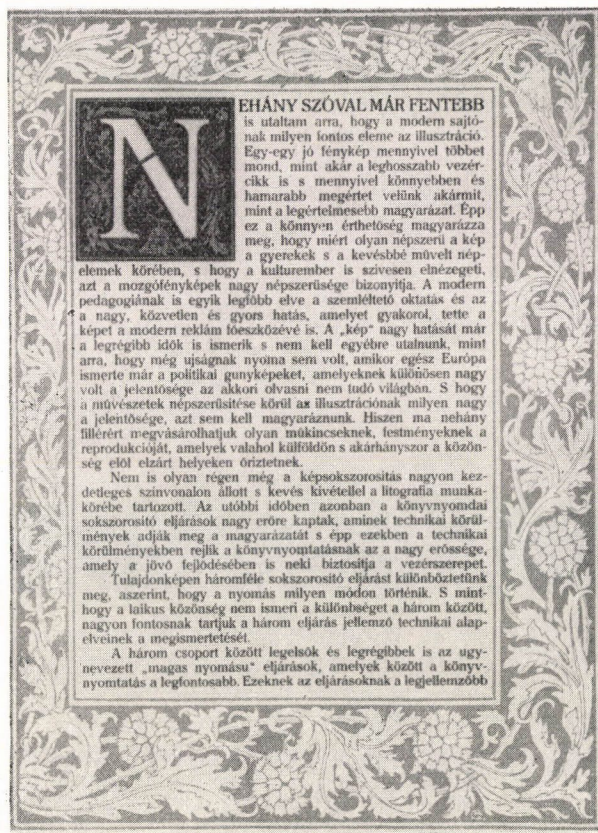 NEHÁNY SZÓVAL MÁR FENTEBB
is utaltam arra, hogy a modern sajtó-
nak milyen fontos eleme az illusztráció.
Egy-egy jó fénykép mennyivel többet
mond, mint akár a leghosszabb vezér-
cikk is s mennyivel könnyebben és
hamarabb megértet velünk akármit,
mint a legértelmesebb magyarázat. Épp
ez a könnyen érthetőség magyarázza
meg, hogy miért olyan népszerű a kép
a gyerekek s a kevésbbé művelt nép-
elemek körében, s hogy a kulturember is szivesen elnézegeti,
azt a mozgófényképek nagy népszerűsége bizonyitja. A modern
pedagogiának is egyik legfőbb elve a szemléltető oktatás és az
a nagy, közvetlen és gyors hatás, amelyet gyakorol, tette a
képet a modern reklám főeszközévé is. A „kép" nagy hatását már
a legrégibb idők is ismerik s nem kell egyébre utalnunk, mint
arra, hogy még ujságnak nyoma sem volt, amikor egész Európa
ismerte már a politikai gunyképeket, amelyeknek különösen nagy
volt a jelentősége az akkori olvasni nem tudó világban. S hogy
a művészetek népszerűsitése körül az illusztrációnak milyen nagy
a jelentősége, azt sem kell magyaráznunk. Hiszen ma nehány
fillérért megvásárolhatjuk olyan műkincseknek, festményeknek a
reprodukcióját, amelyek valahol külföldön s akárhányszor a közön-
ség elől elzárt helyeken őriztetnek.
Nem is olyan régen még a képsokszorositás nagyon kez-
detleges szinvonalon állott s kevés kivétellel a litografia munka-
körébe tartozott. Az utóbbi időben azonban a könyvnyomdai
sokszorositó eljárások nagy erőre kaptak, aminek technikai körül-
mények adják meg a magyarázatát s épp ezekben a technikai
körülményekben rejlik a könyvnyomtatásnak az a nagy erőssége,
amely a jövő fejlődésében is neki biztositja a vezérszerepet.
Tulajdonképen háromféle sokszorositó eljárást különböztetünk
meg, aszerint, hogy a nyomás milyen módon történik. S mint-
hogy a laikus közönség nem ismeri a különbséget a három között,
nagyon fontosnak tartjuk a három eljárás jellemző technikai alap-
elveinek a megismertetését.
A három csoport között legelsők és legrégibbek is az ugy-
nevezett „magas nyomásu" eljárások, amelyek között a könyv-
nyomtatás a legfontosabb. Ezeknek az eljárásoknak a legjellemzőbb